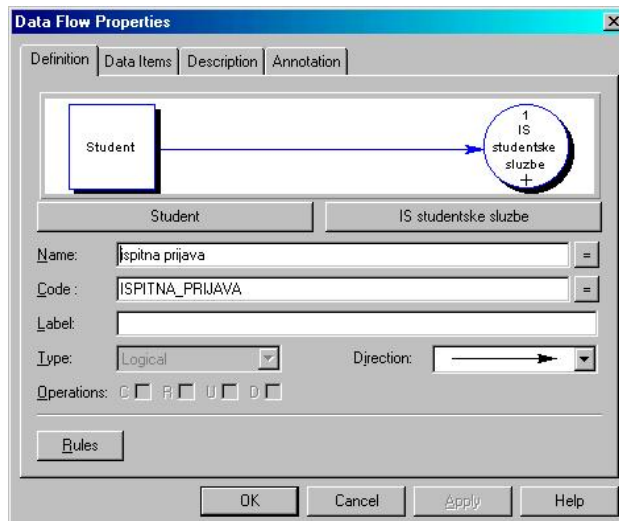 Data Flow Properties
Definition Data Items Description Annotation
Student
1
IS
studentske
sluzbe
+
Student IS studentske sluzbe
Name: ispitna prijava =
Code : ISPITNA_PRIJAVA =
Label:
Type: Logical Direction:
Operations: C R U D
Rules
OK Cancel Apply Help